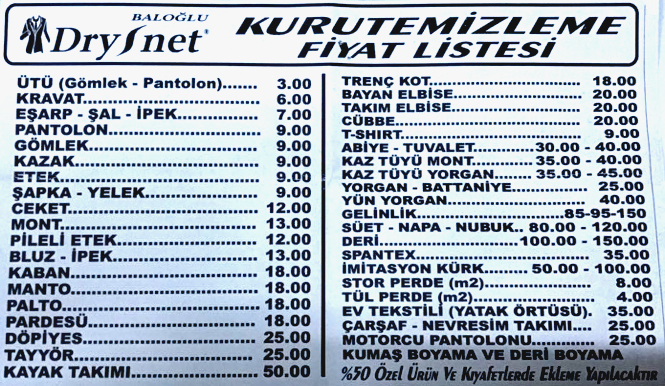 BALOĞLU
Drysnet
KURUTEMİZLEME
FİYAT LİSTESİ
ÜTÜ (Gömlek - Pantolon)....... 3.00
KRAVAT........................ 6.00
EŞARP - ŞAL - İPEK............ 7.00
PANTOLON...................... 9.00
GÖMLEK........................ 9.00
KAZAK......................... 9.00
ETEK.......................... 9.00
ŞAPKA - YELEK................. 9.00
CEKET......................... 12.00
MONT.......................... 13.00
PİLELİ ETEK................... 12.00
BLUZ - İPEK................... 13.00
KABAN......................... 18.00
MANTO......................... 18.00
PALTO......................... 18.00
PARDESÜ....................... 18.00
DÖPİYES....................... 25.00
TAYYÖR........................ 25.00
KAYAK TAKIMI.................. 50.00
TRENÇ KOT..................... 18.00
BAYAN ELBİSE.................. 20.00
TAKIM ELBİSE.................. 20.00
CÜBBE......................... 20.00
T-SHIRT....................... 9.00
ABİYE - TUVALET......... 30.00 - 40.00
KAZ TÜYÜ MONT........... 35.00 - 40.00
KAZ TÜYÜ YORGAN......... 35.00 - 45.00
YORGAN - BATTANİYE............ 25.00
YÜN YORGAN.................... 40.00
GELİNLİK................ 85-95-150
SÜET - NAPA - NUBUK.. 80.00 - 120.00
DERİ.................... 100.00 - 150.00
SPANTEX....................... 35.00
İMİTASYON KÜRK........ 50.00 - 100.00
STOR PERDE (m2)............... 8.00
TÜL PERDE (m2)................ 4.00
EV TEKSTİLİ (YATAK ÖRTÜSÜ). 35.00
ÇARŞAF - NEVRESİM TAKIMI.... 25.00
MOTORCU PANTOLONU....... 25.00
KUMAŞ BOYAMA VE DERİ BOYAMA
%50 Özel Ürün Ve Kıyafetlerde Ekleme Yapılacaktır